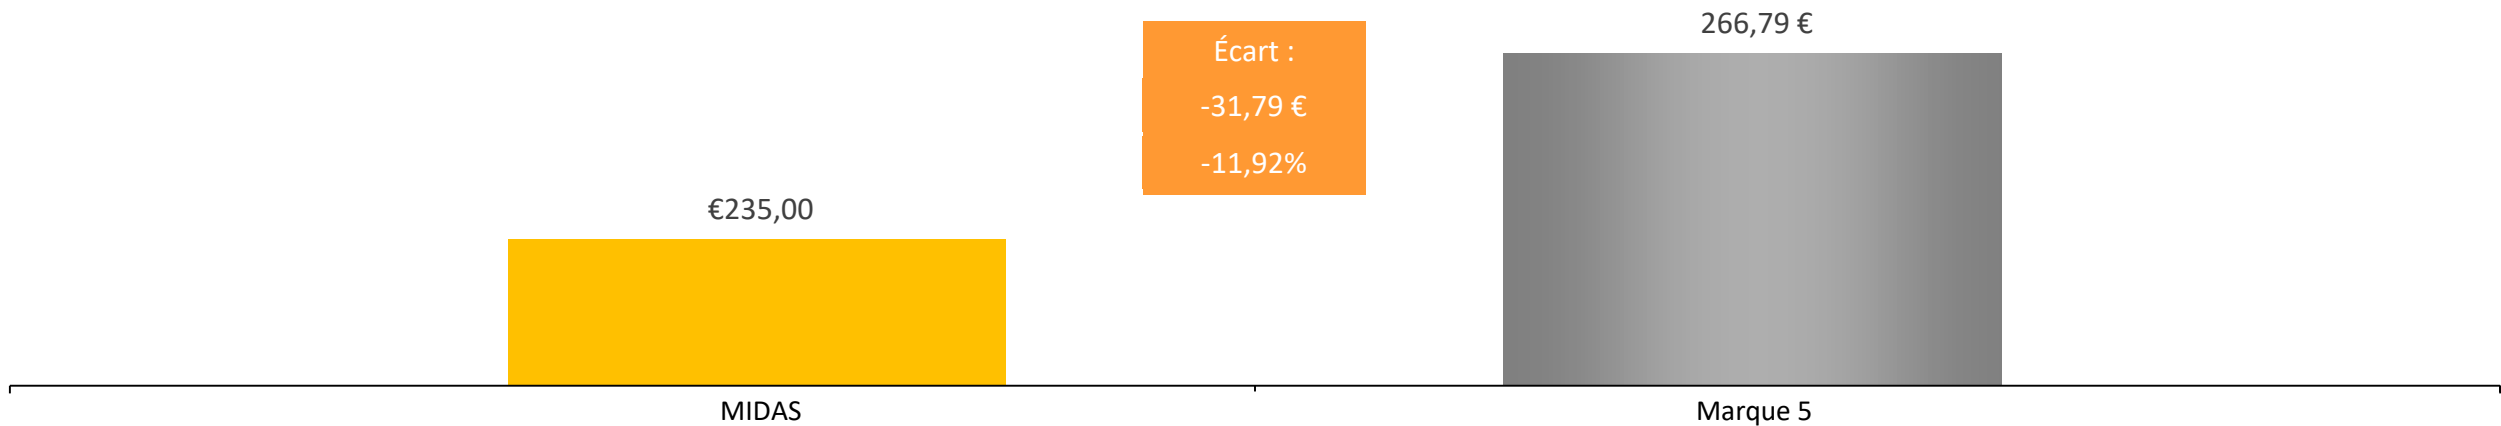 266,79 €
Écart :
-31,79 €
-11,92%
€235,00
MIDAS
Marque 5